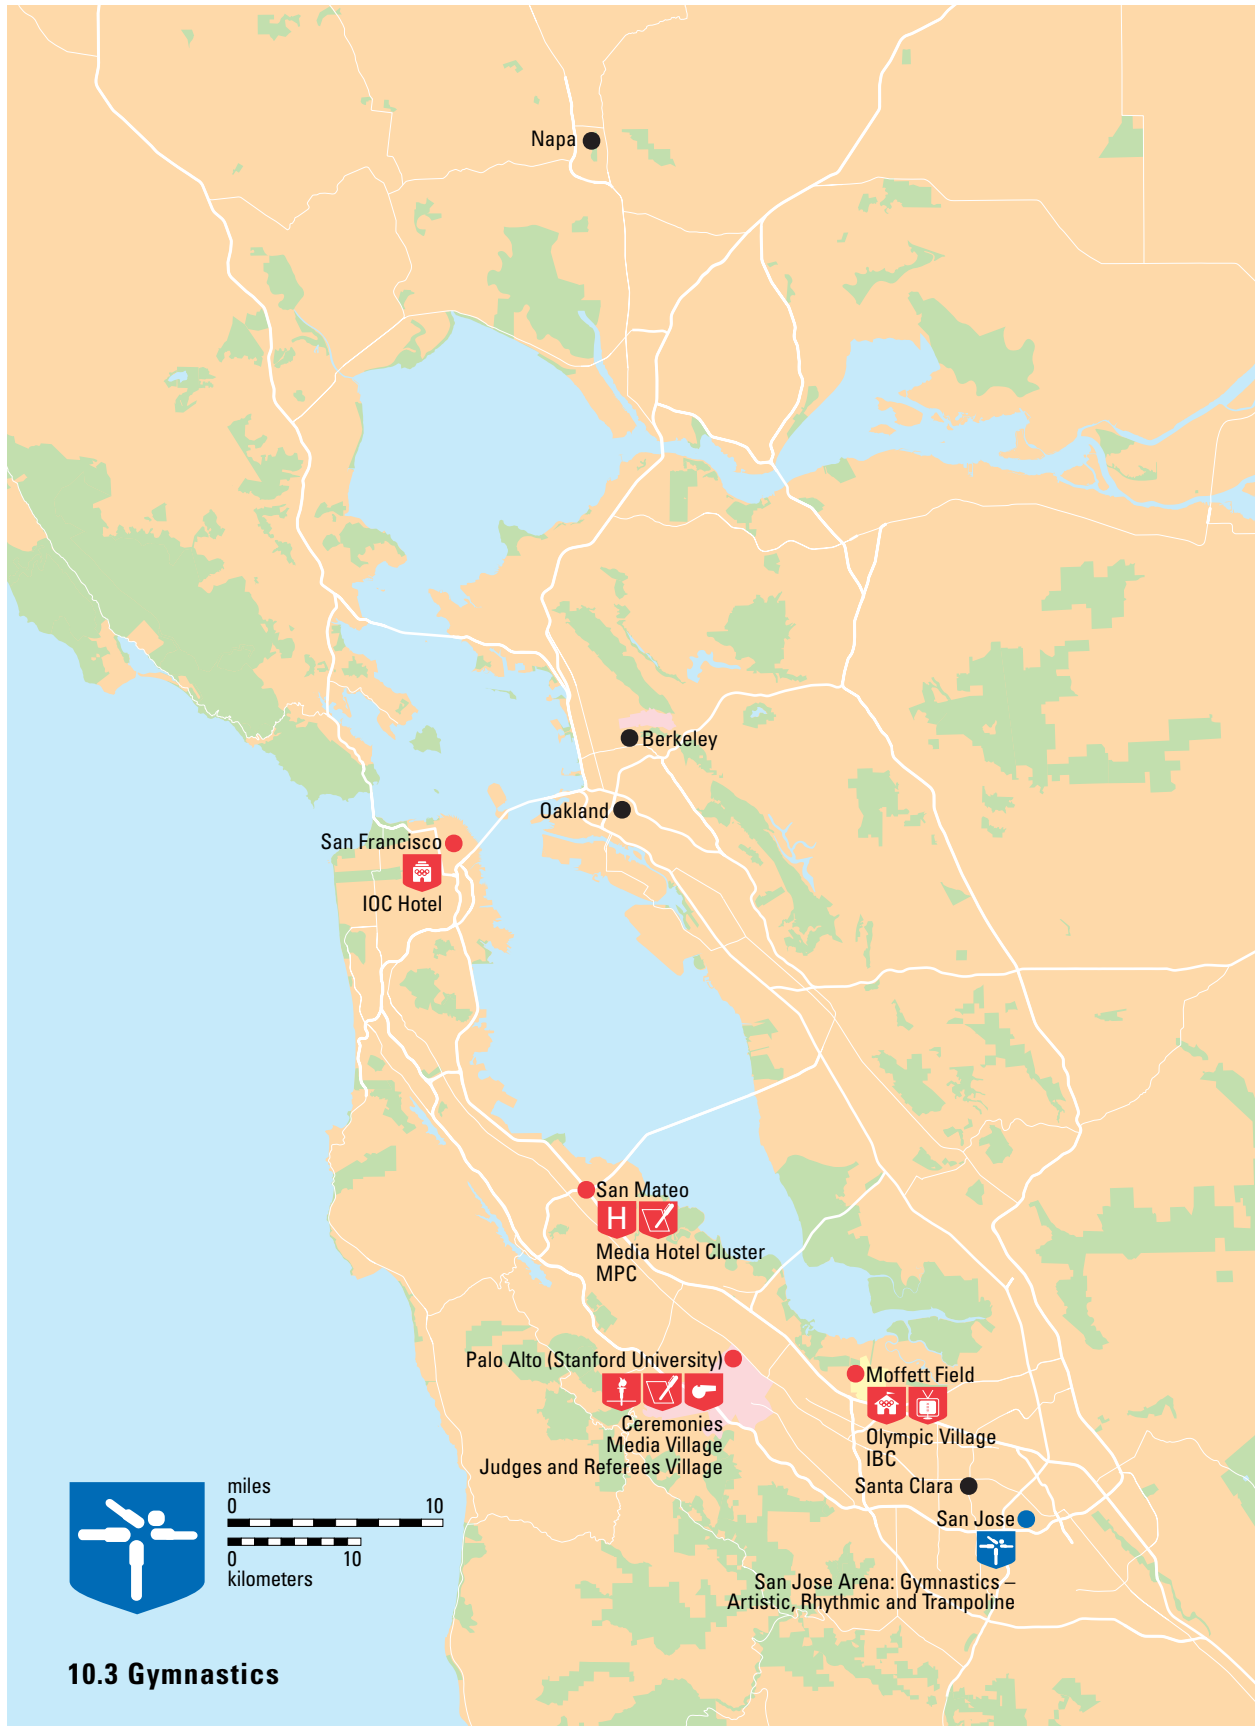 Napa
Berkeley
Oakland
San Francisco
IOC Hotel
San Mateo
H
Media Hotel Cluster
MPC
Palo Alto (Stanford University)
Ceremonies
Media Village
Judges and Referees Village
Moffett Field
Olympic Village
IBC
Santa Clara
San Jose
San Jose Arena: Gymnastics –
Artistic, Rhythmic and Trampoline
miles
0 10
0 10
kilometers
10.3 Gymnastics